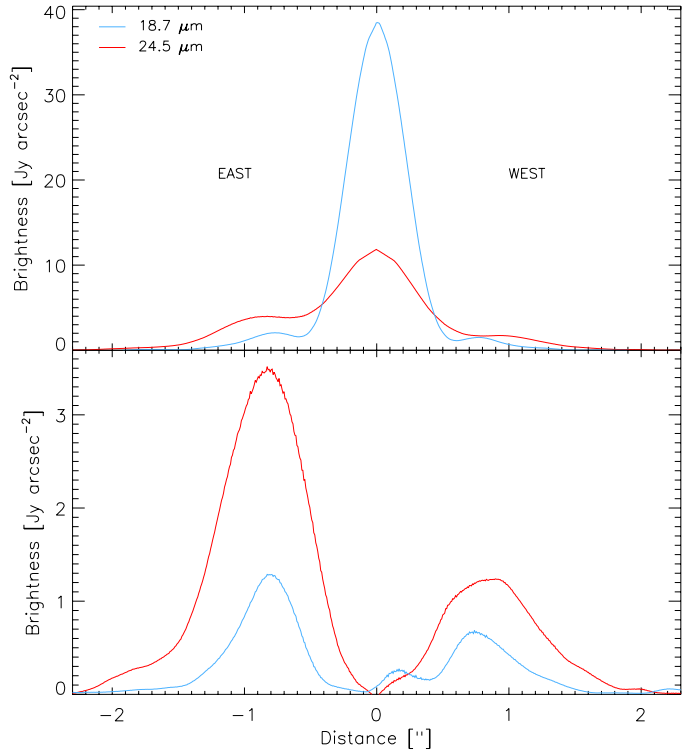 40
18.7 μm
24.5 μm
30
EAST
WEST
20
10
0
Brightness [Jy arcsec⁻²]
3
2
1
0
Brightness [Jy arcsec⁻²]
−2
−1
0
1
2
Distance ["]